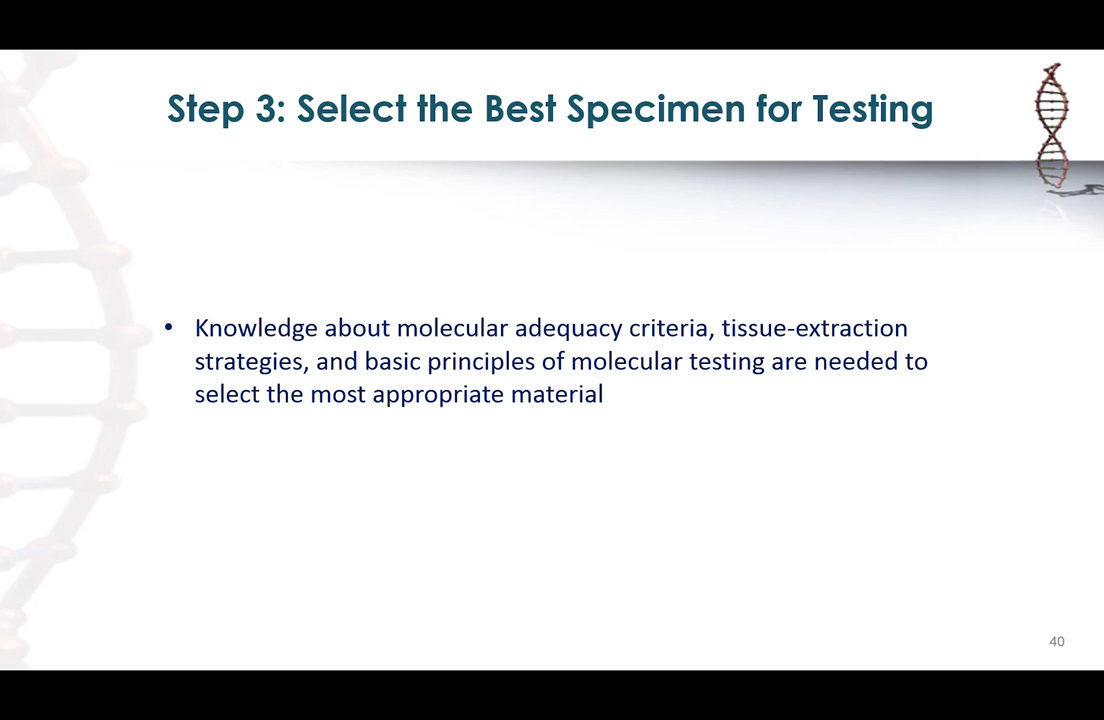 Step 3: Select the Best Specimen for Testing
• Knowledge about molecular adequacy criteria, tissue-extraction
strategies, and basic principles of molecular testing are needed to
select the most appropriate material
40